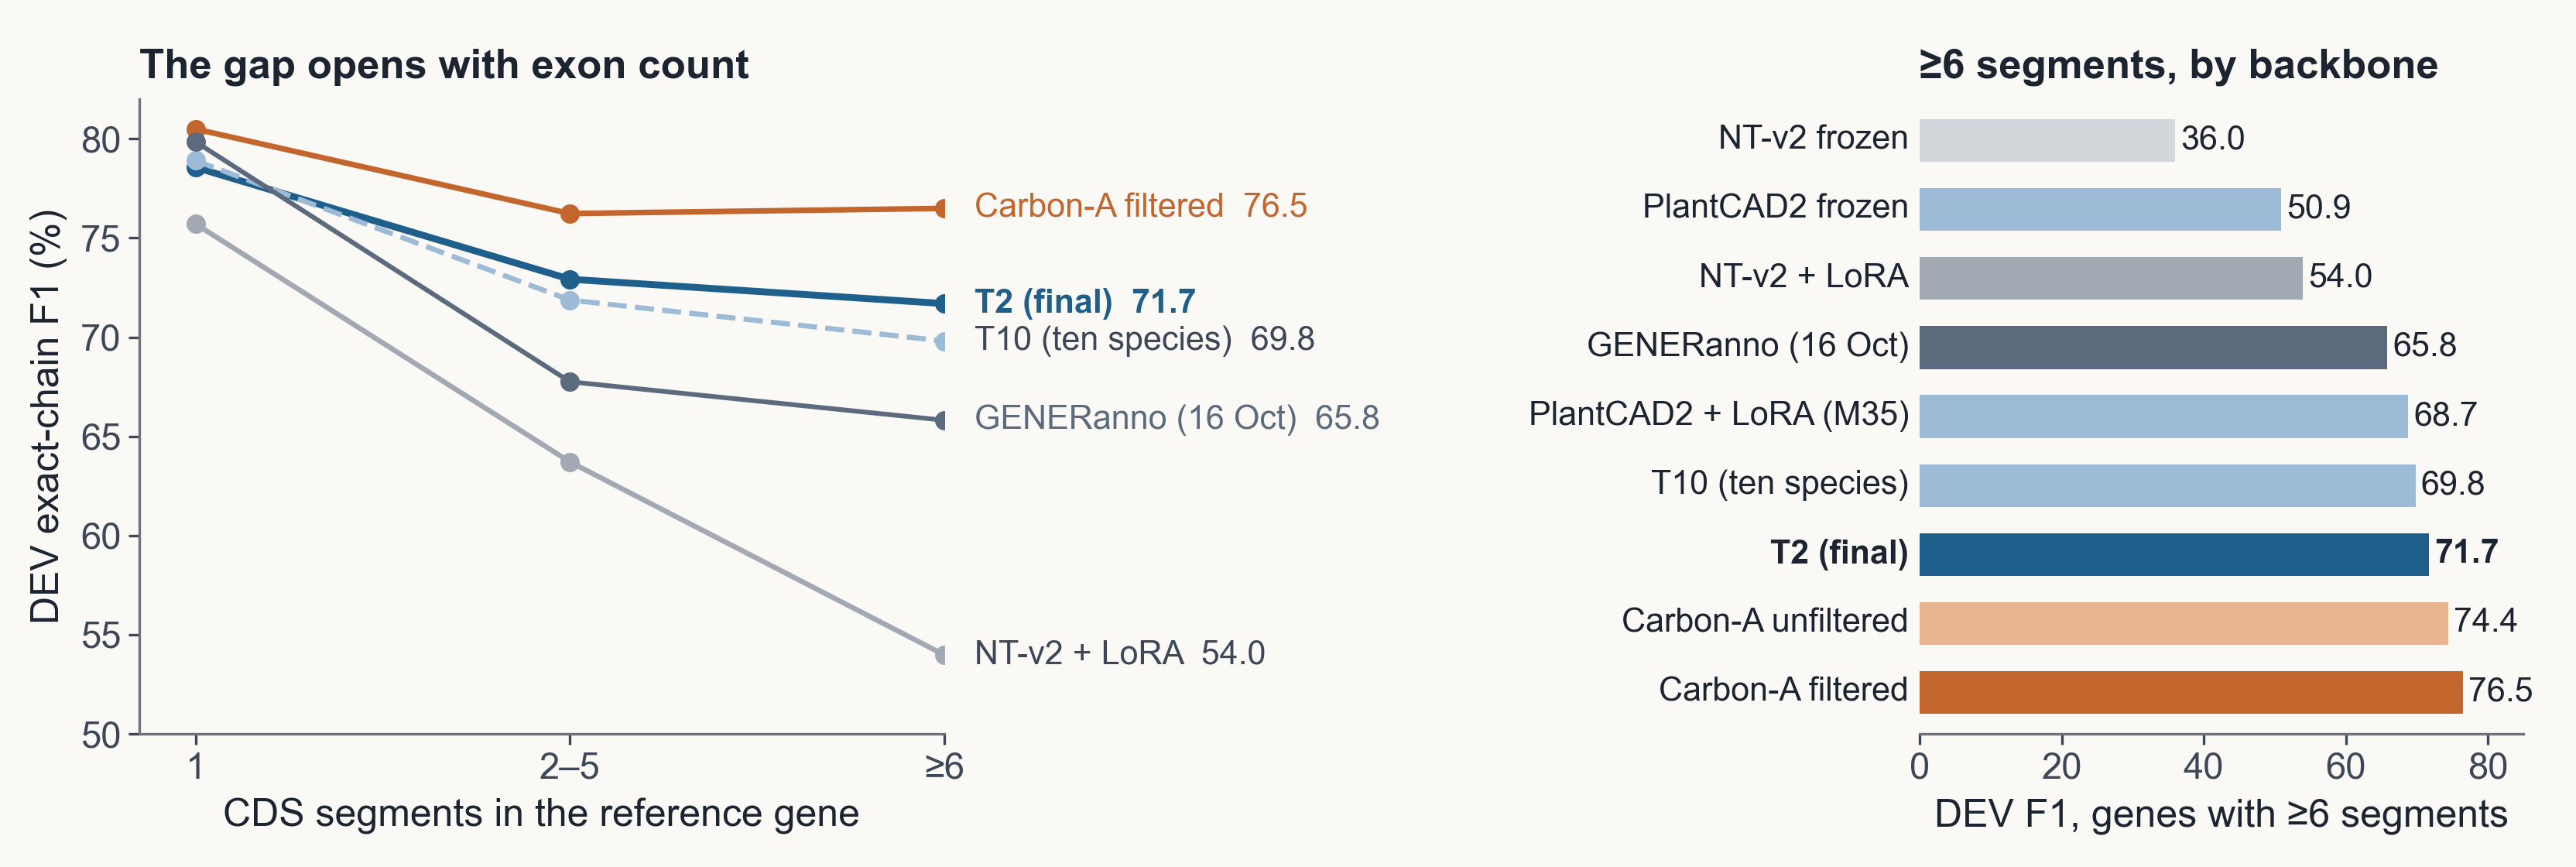 The gap opens with exon count
DEV exact-chain F1 (%)
80
75
70
65
60
55
50
1
2–5
≥6
CDS segments in the reference gene
Carbon-A filtered 76.5
T2 (final) 71.7
T10 (ten species) 69.8
GENERanno (16 Oct) 65.8
NT-v2 + LoRA 54.0
≥6 segments, by backbone
NT-v2 frozen 36.0
PlantCAD2 frozen 50.9
NT-v2 + LoRA 54.0
GENERanno (16 Oct) 65.8
PlantCAD2 + LoRA (M35) 68.7
T10 (ten species) 69.8
T2 (final) 71.7
Carbon-A unfiltered 74.4
Carbon-A filtered 76.5
0 20 40 60 80
DEV F1, genes with ≥6 segments